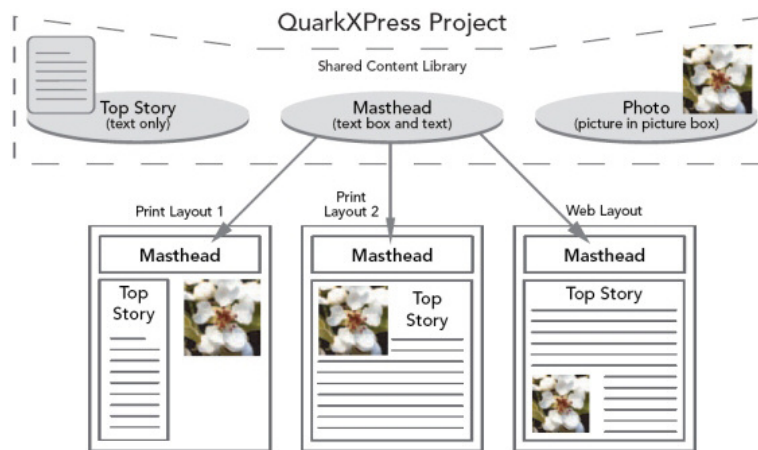 QuarkXPress Project
Shared Content Library
Top Story
(text only)
Masthead
(text box and text)
Photo
(picture in picture box)
Print Layout 1
Print
Layout 2
Web Layout
Masthead
Top
Story
Masthead
Top
Story
Masthead
Top Story